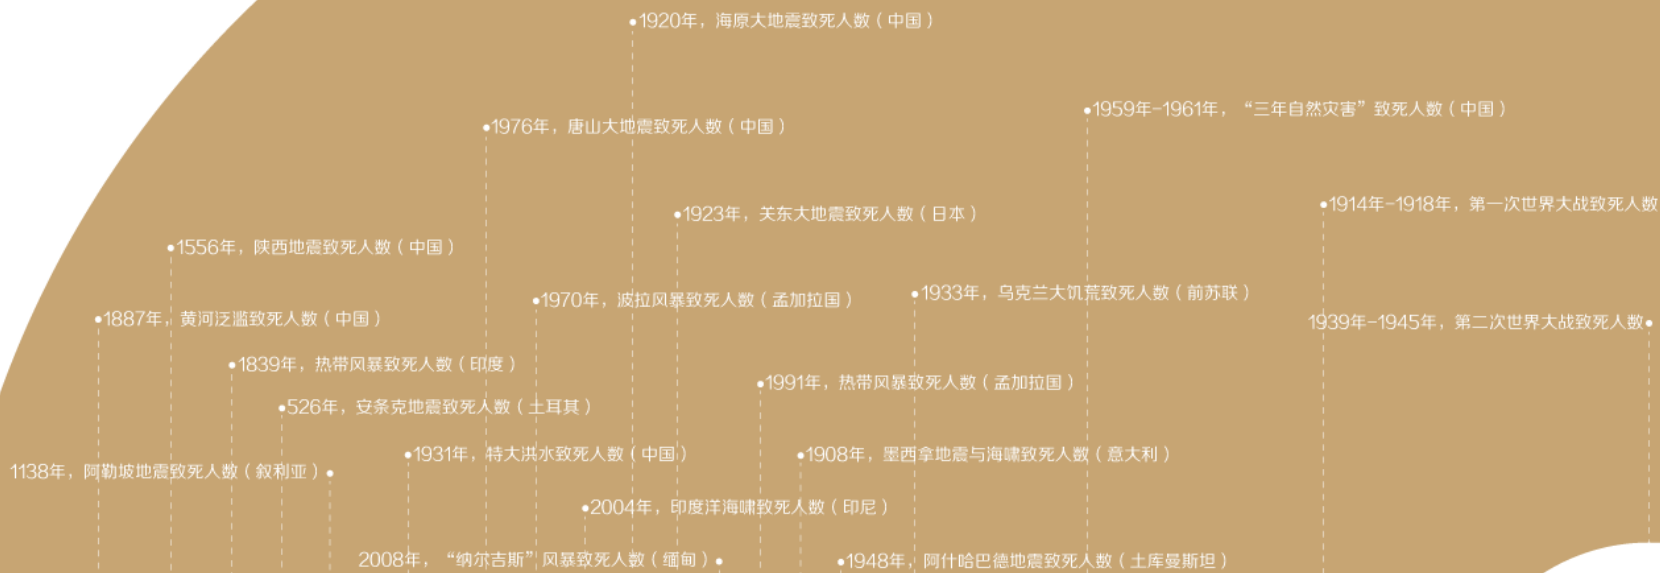 1920年，海原大地震致死人数（中国）
1959年-1961年，“三年自然灾害”致死人数（中国）
1976年，唐山大地震致死人数（中国）
1914年-1918年，第一次世界大战致死人数
1923年，关东大地震致死人数（日本）
1556年，陕西地震致死人数（中国）
1933年，乌克兰大饥荒致死人数（前苏联）
1970年，波拉风暴致死人数（孟加拉国）
1887年，黄河泛滥致死人数（中国）
1939年-1945年，第二次世界大战致死人数
1839年，热带风暴致死人数（印度）
1991年，热带风暴致死人数（孟加拉国）
526年，安条克地震致死人数（土耳其）
1931年，特大洪水致死人数（中国）
1908年，墨西拿地震与海啸致死人数（意大利）
1138年，阿勒坡地震致死人数（叙利亚）
2004年，印度洋海啸致死人数（印尼）
2008年，“纳尔吉斯”风暴致死人数（缅甸）
1948年，阿什哈巴德地震致死人数（土库曼斯坦）